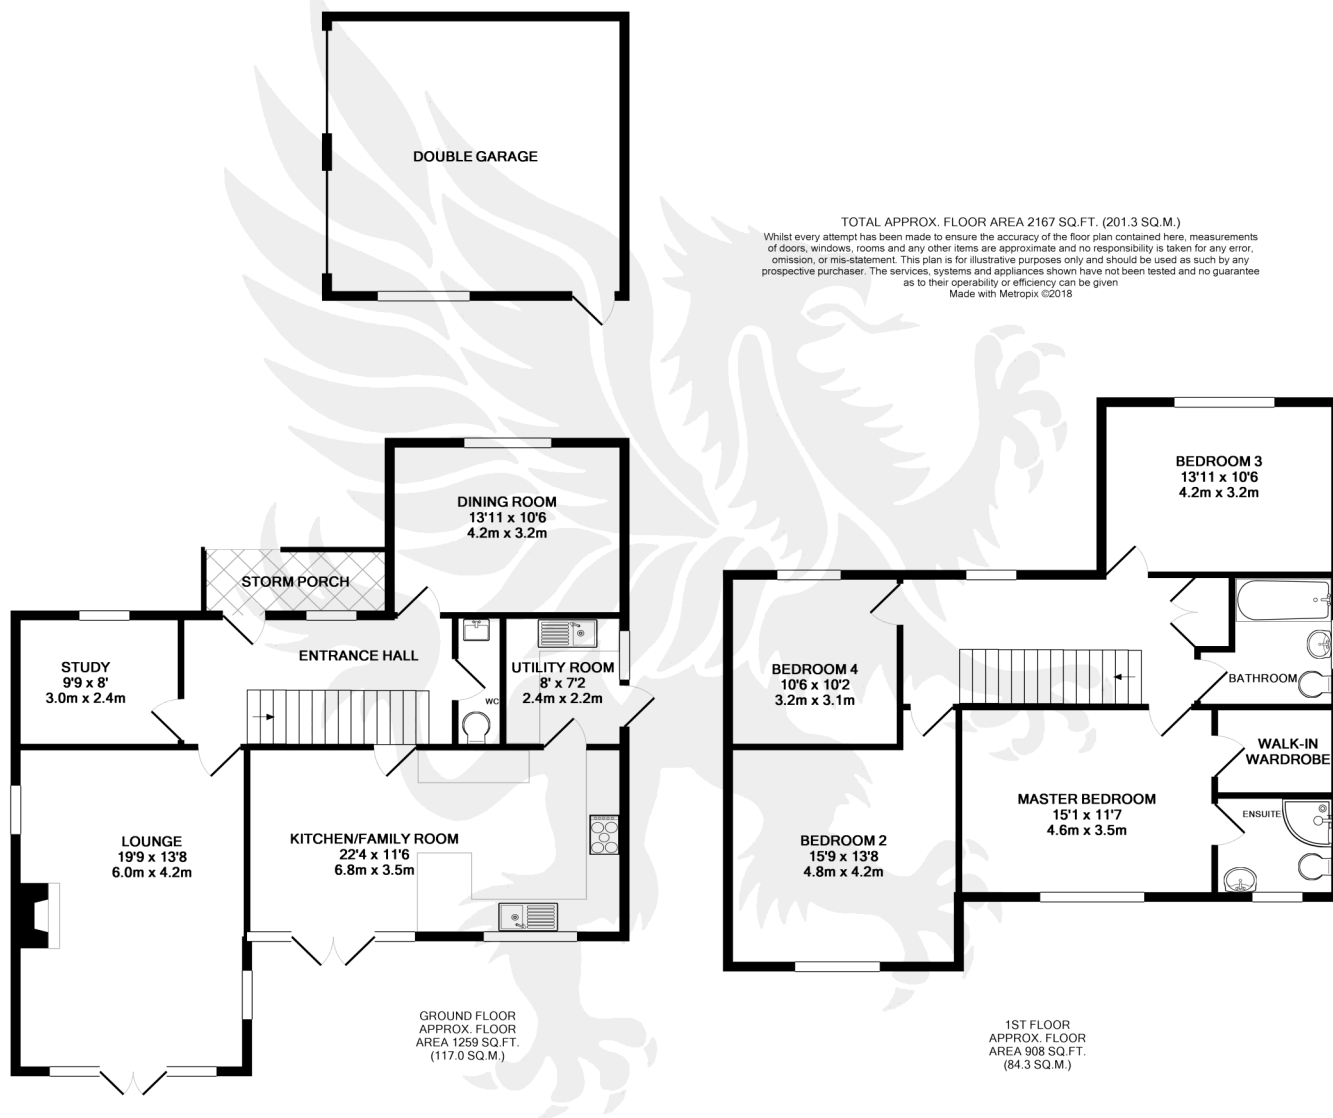 DOUBLE GARAGE
TOTAL APPROX. FLOOR AREA 2167 SQ.FT. (201.3 SQ.M.)
Whilst every attempt has been made to ensure the accuracy of the floor plan contained here, measurements
of doors, windows, rooms and any other items are approximate and no responsibility is taken for any error,
omission, or mis-statement. This plan is for illustrative purposes only and should be used as such by any
prospective purchaser. The services, systems and appliances shown have not been tested and no guarantee
as to their operability or efficiency can be given
Made with Metropix ©2018
DINING ROOM
13'11 x 10'6
4.2m x 3.2m
STORM PORCH
STUDY
9'9 x 8'
3.0m x 2.4m
ENTRANCE HALL
WC
UTILITY ROOM
8' x 7'2
2.4m x 2.2m
LOUNGE
19'9 x 13'8
6.0m x 4.2m
KITCHEN/FAMILY ROOM
22'4 x 11'6
6.8m x 3.5m
GROUND FLOOR
APPROX. FLOOR
AREA 1259 SQ.FT.
(117.0 SQ.M.)
BEDROOM 3
13'11 x 10'6
4.2m x 3.2m
BEDROOM 4
10'6 x 10'2
3.2m x 3.1m
BATHROOM
WALK-IN
WARDROBE
MASTER BEDROOM
15'1 x 11'7
4.6m x 3.5m
ENSUITE
BEDROOM 2
15'9 x 13'8
4.8m x 4.2m
1ST FLOOR
APPROX. FLOOR
AREA 908 SQ.FT.
(84.3 SQ.M.)